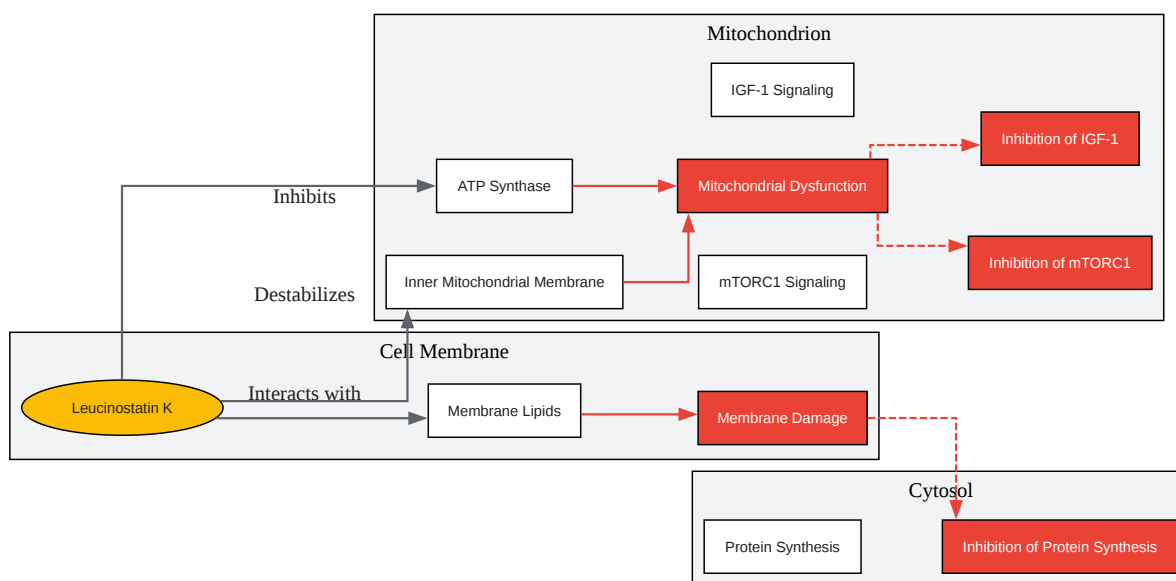 Mitochondrion
IGF-1 Signaling
Inhibition of IGF-1
ATP Synthase
Mitochondrial Dysfunction
Inhibits
Inhibition of mTORC1
Inner Mitochondrial Membrane
mTORC1 Signaling
Destabilizes
Cell Membrane
Interacts with
Leucinostatin K
Membrane Lipids
Membrane Damage
Cytosol
Protein Synthesis
Inhibition of Protein Synthesis